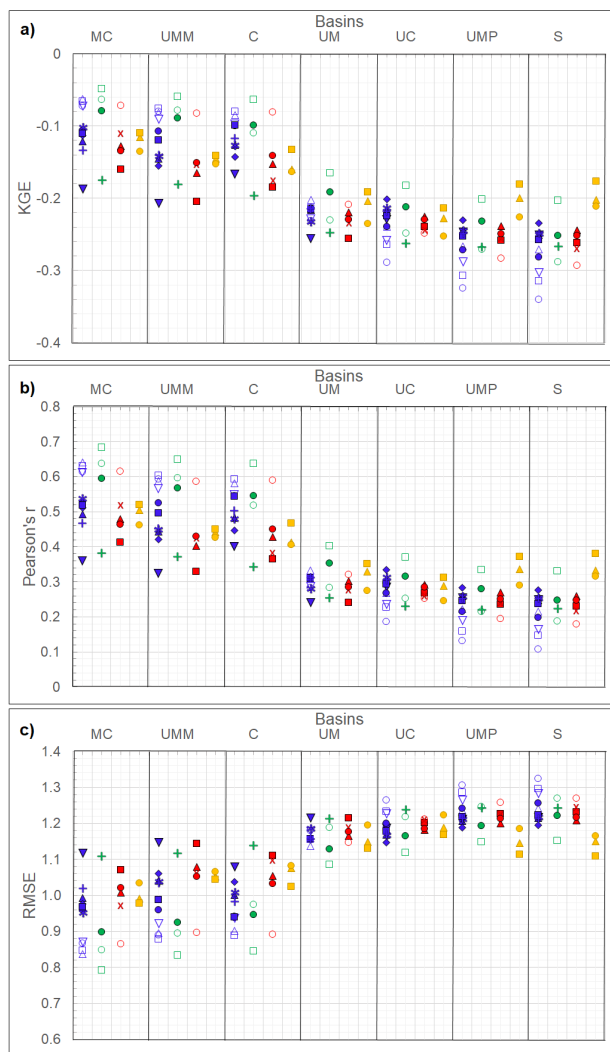 Basins
a)
MC UMM C UM UC UMP S
0
-0.1
-0.2
-0.3
-0.4
KGE
Basins
b)
MC UMM C UM UC UMP S
0.8
0.7
0.6
0.5
0.4
0.3
0.2
0.1
0
Pearson's r
Basins
c)
MC UMM C UM UC UMP S
1.4
1.3
1.2
1.1
1.0
0.9
0.8
0.7
0.6
RMSE